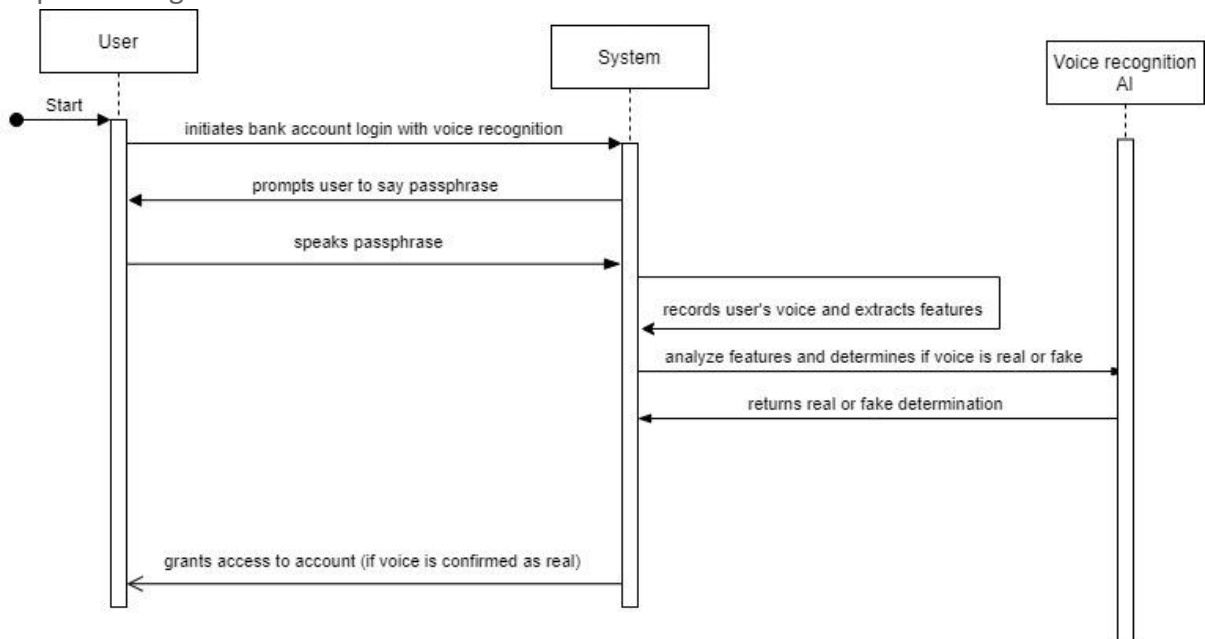 User
System
Voice recognition
AI
Start
initiates bank account login with voice recognition
prompts user to say passphrase
speaks passphrase
records user's voice and extracts features
analyze features and determines if voice is real or fake
returns real or fake determination
grants access to account (if voice is confirmed as real)